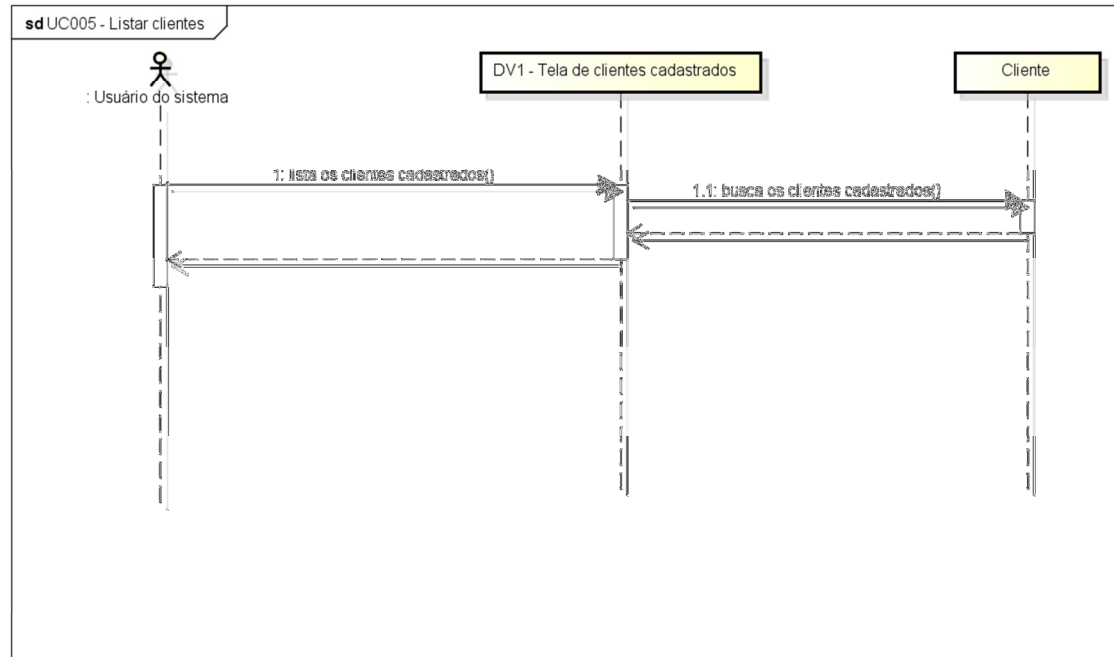 sd UC005 - Listar clientes
: Usuário do sistema
DV1 - Tela de clientes cadastrados
Cliente
1: lista os clientes cadastrados()
1.1: busca os clientes cadastrados()